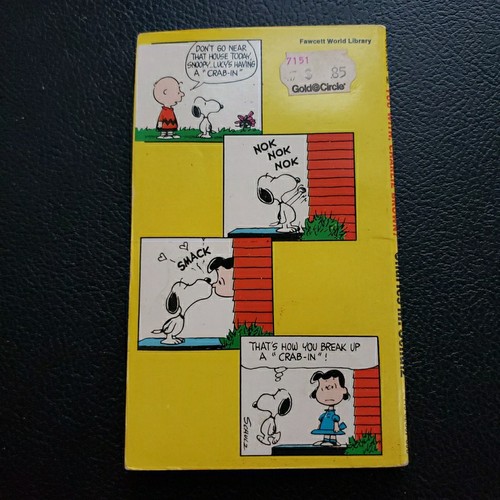 Fawcett World Library
7151
85
Gold Circle
DON'T GO NEAR
THAT HOUSE TODAY,
SNOOPY.. LUCY'S HAVING
A "CRAB-IN"
NOK
NOK
NOK
SMACK
THAT'S HOW YOU BREAK UP
A "CRAB-IN"!
SCHULZ